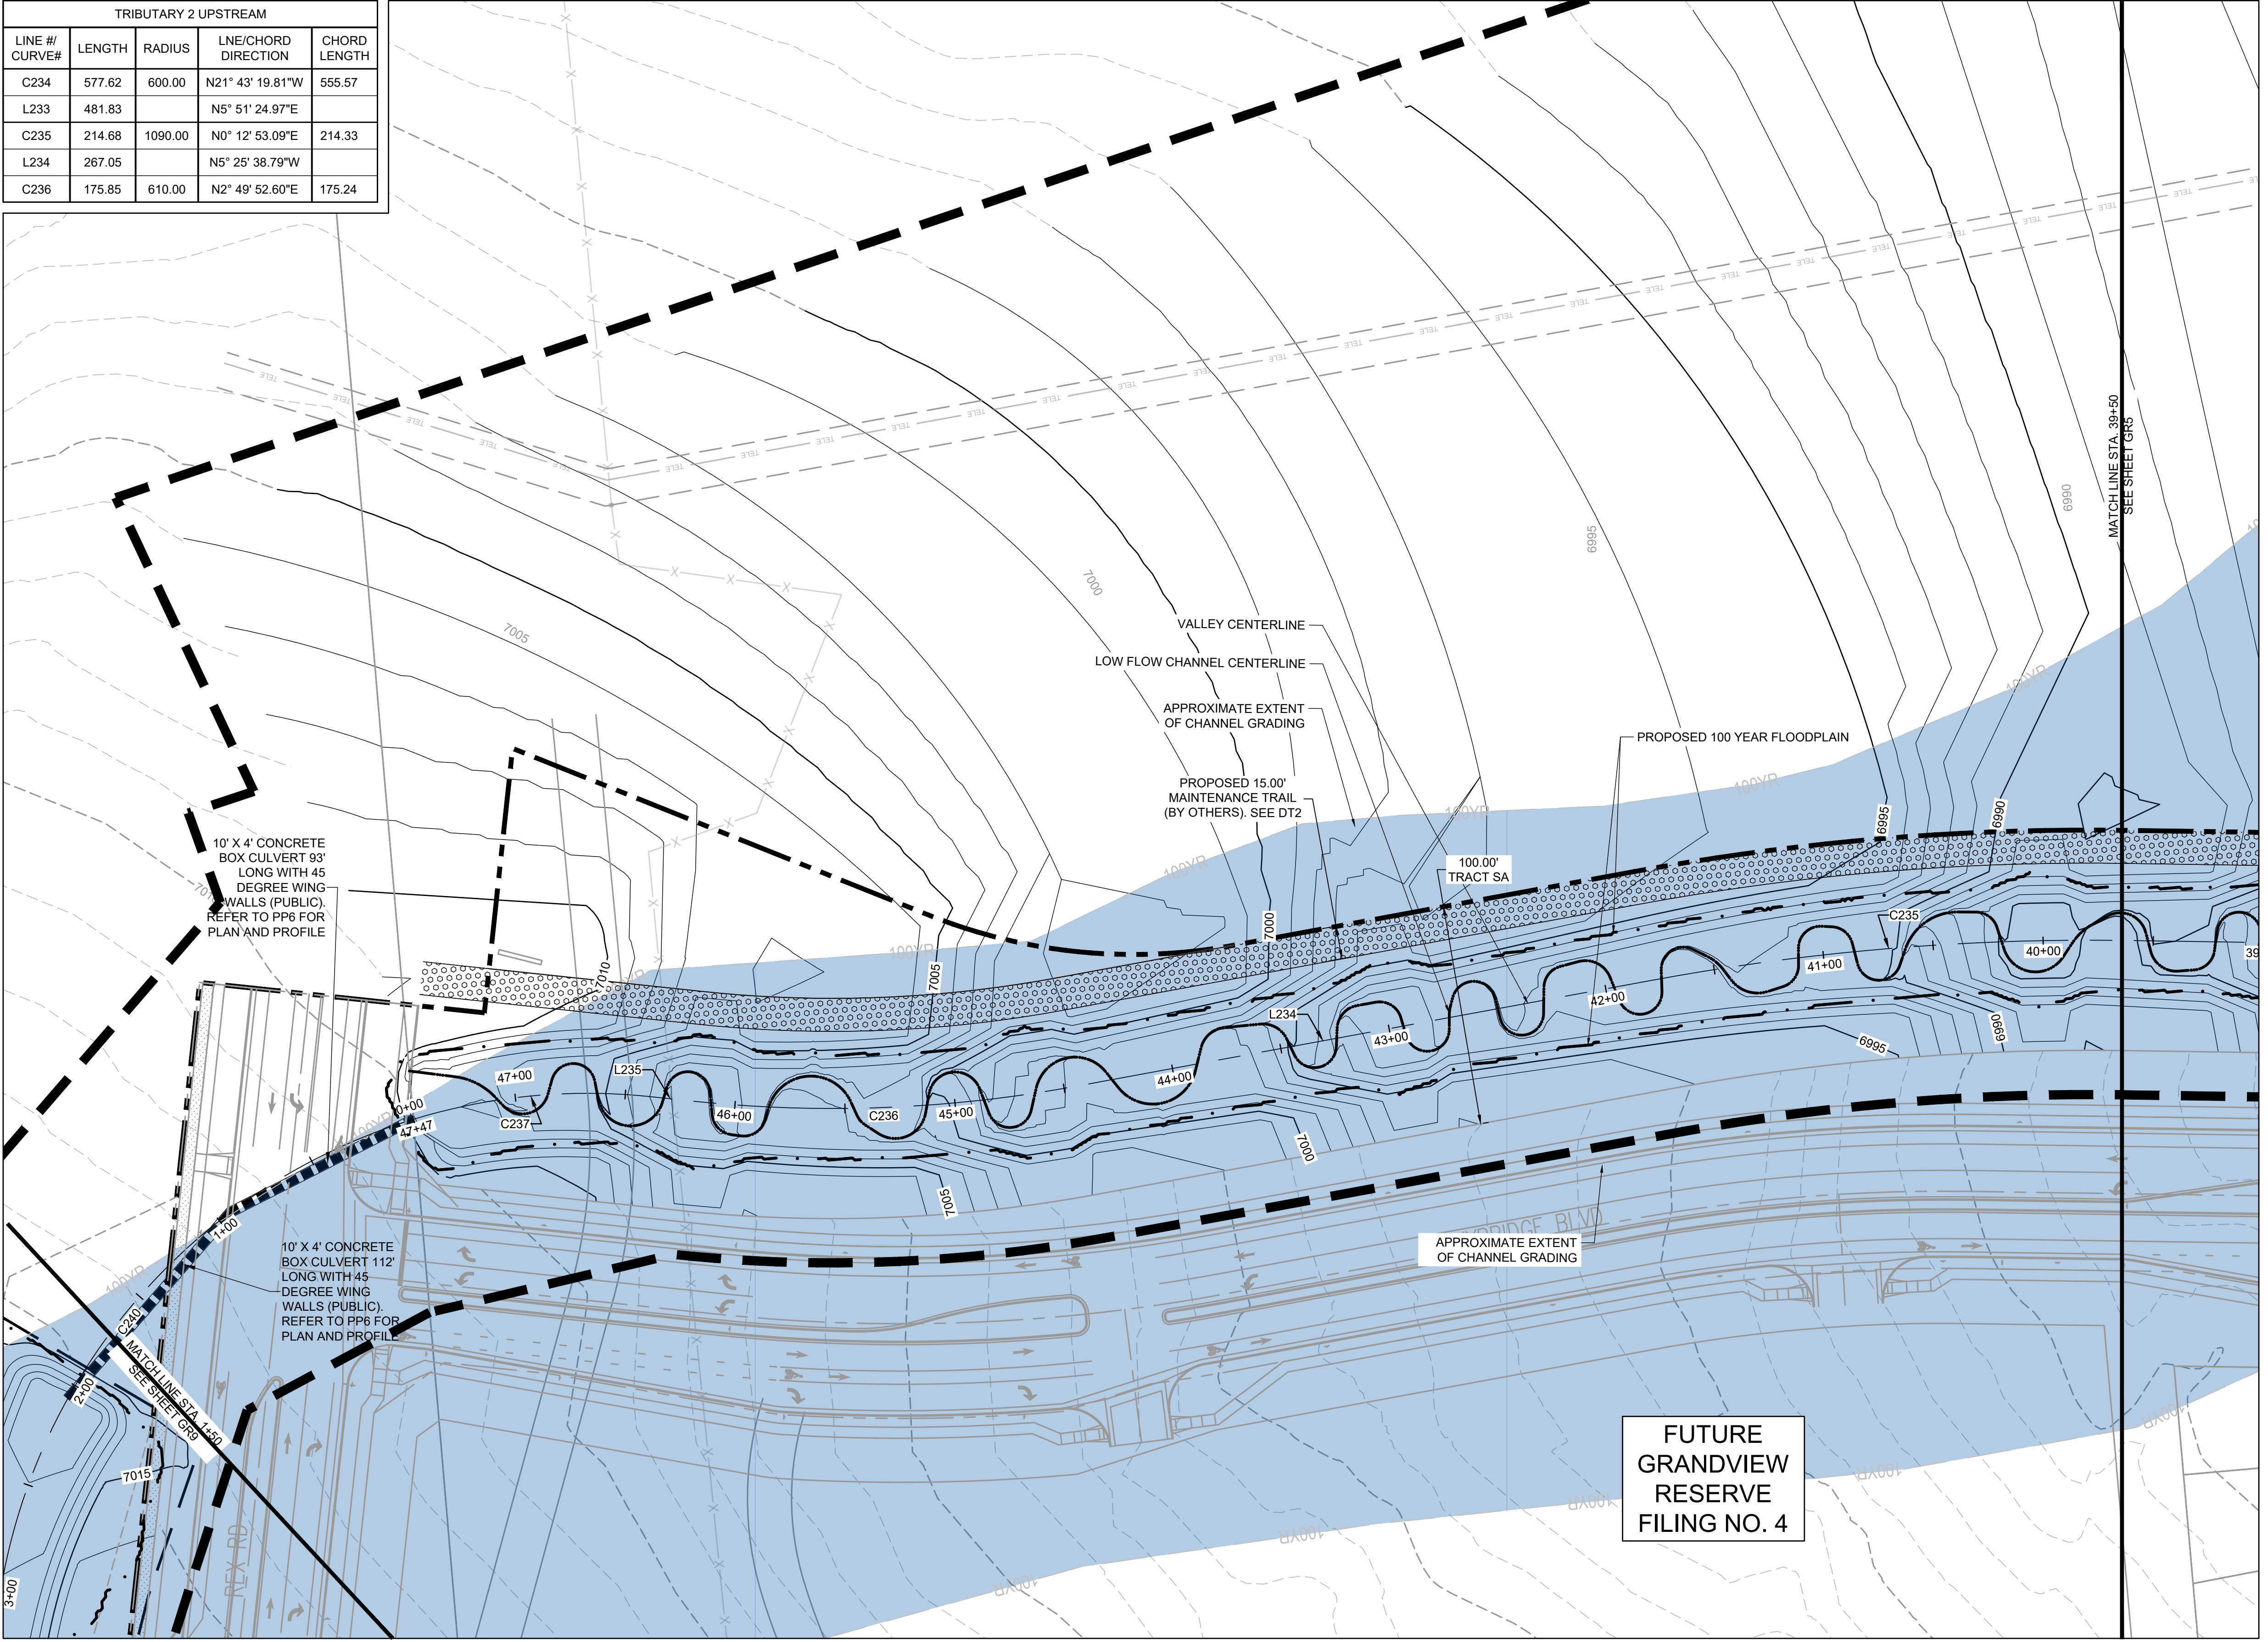 TRIBUTARY 2 UPSTREAM
LINE #/ CURVE# LENGTH RADIUS LNE/CHORD DIRECTION CHORD LENGTH
C234 577.62 600.00 N21° 43' 19.81"W 555.57
L233 481.83 N5° 51' 24.97"E
C235 214.68 1090.00 N0° 12' 53.09"E 214.33
L234 267.05 N5° 25' 38.79"W
C236 175.85 610.00 N2° 49' 52.60"E 175.24
TELE
MATCH LINE STA. 39+50
SEE SHEET GR5
6990
6995
7000
7005
VALLEY CENTERLINE
LOW FLOW CHANNEL CENTERLINE
APPROXIMATE EXTENT
OF CHANNEL GRADING
PROPOSED 15.00'
MAINTENANCE TRAIL
(BY OTHERS). SEE DT2
PROPOSED 100 YEAR FLOODPLAIN
100YR
100.00'
TRACT SA
10' X 4' CONCRETE
BOX CULVERT 93'
LONG WITH 45
DEGREE WING
WALLS (PUBLIC).
REFER TO PP6 FOR
PLAN AND PROFILE
6995
6990
7000
7005
7010
C235
40+00
41+00
42+00
L234
43+00
44+00
45+00
C236
46+00
L235
47+00
C237
0+00
47+47
6990
6995
7000
7005
1+00
10' X 4' CONCRETE
BOX CULVERT 112'
LONG WITH 45
DEGREE WING
WALLS (PUBLIC).
REFER TO PP6 FOR
PLAN AND PROFILE
APPROXIMATE EXTENT
OF CHANNEL GRADING
BLVD
C240
2+00
MATCH LINE STA. 1+50
SEE SHEET GR9
7015
3+00
REX RD
FUTURE
GRANDVIEW
RESERVE
FILING NO. 4